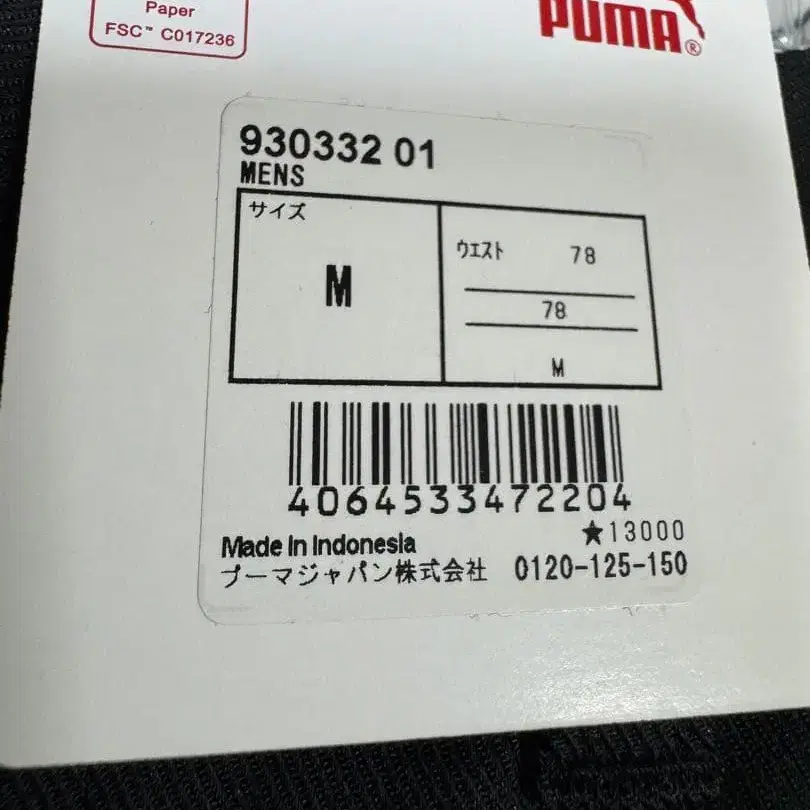 Paper
FSC™ C017236
PUMA®
930332 01
MENS
サイズ
M
ウエスト 78
78
M
4064533472204
★13000
Made in Indonesia
プーマジャパン株式会社 0120-125-150